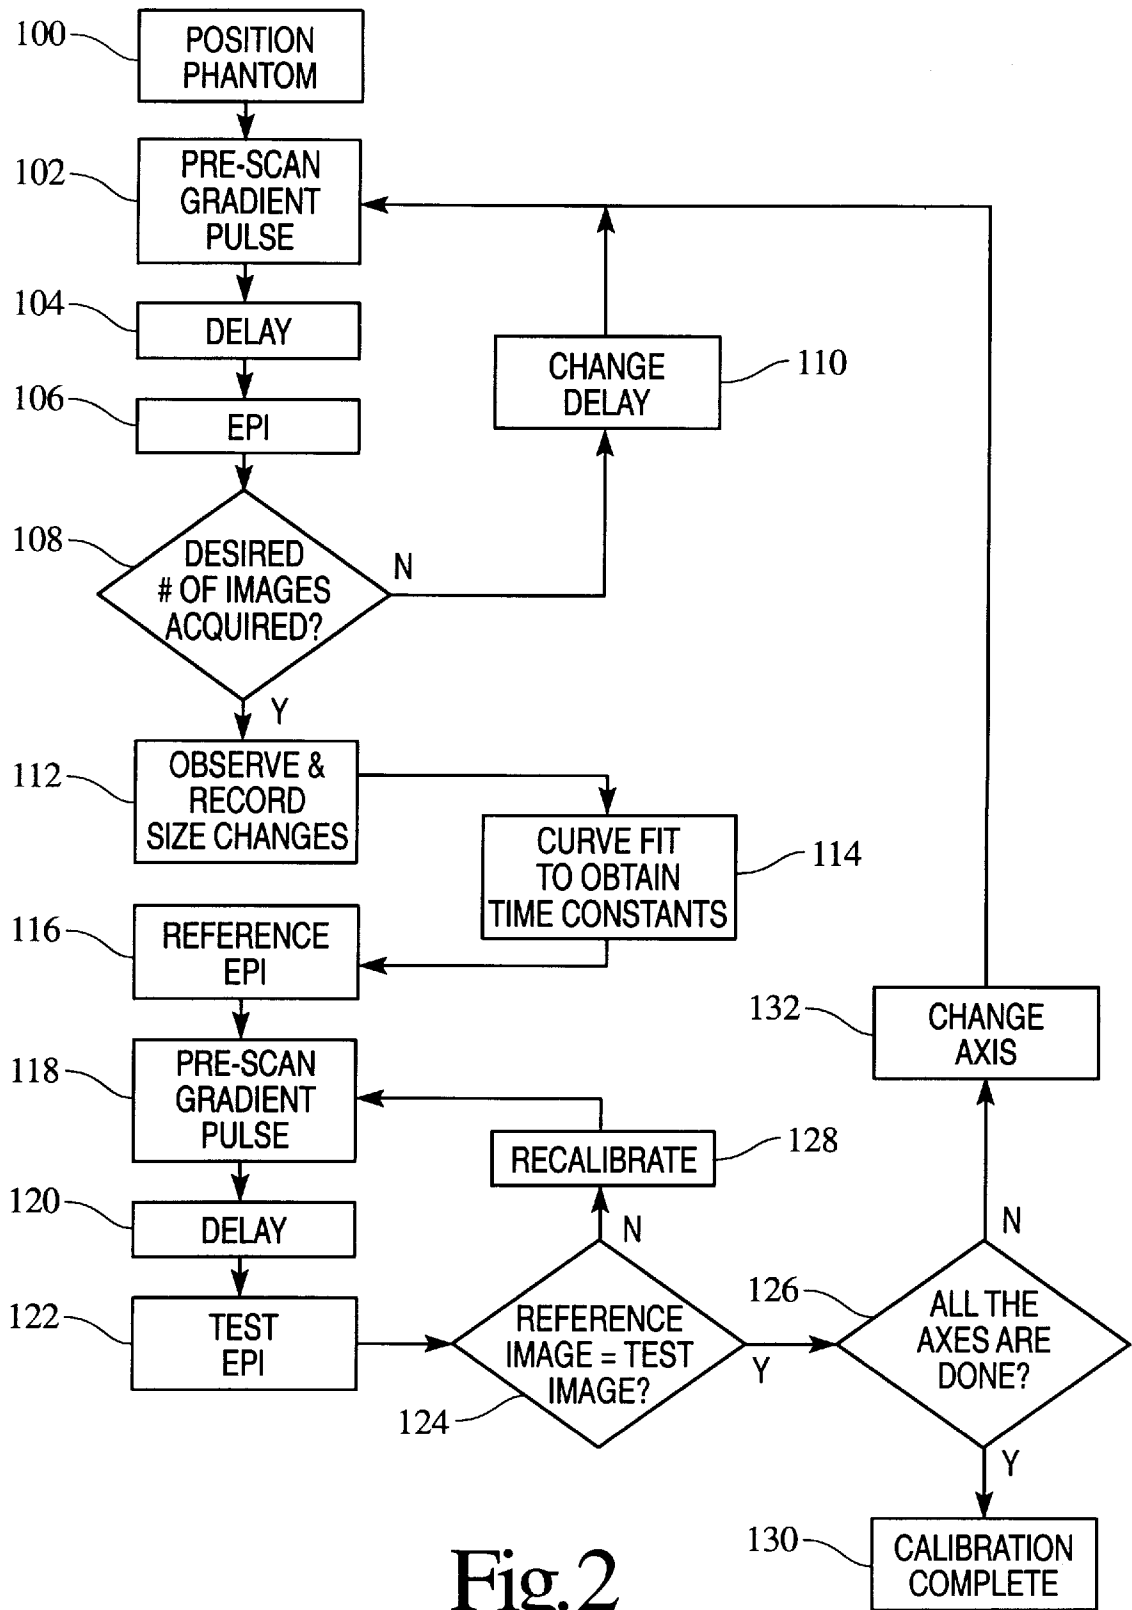 100
POSITION
PHANTOM
102
PRE-SCAN
GRADIENT
PULSE
104
DELAY
CHANGE
DELAY
110
106
EPI
108
DESIRED
# OF IMAGES
ACQUIRED?
N
Y
112
OBSERVE &
RECORD
SIZE CHANGES
CURVE FIT
TO OBTAIN
TIME CONSTANTS
114
116
REFERENCE
EPI
132
CHANGE
AXIS
118
PRE-SCAN
GRADIENT
PULSE
RECALIBRATE
128
120
DELAY
N
N
122
TEST
EPI
REFERENCE
IMAGE = TEST
IMAGE?
124
Y
126
ALL THE
AXES ARE
DONE?
Y
130
CALIBRATION
COMPLETE
Fig.2